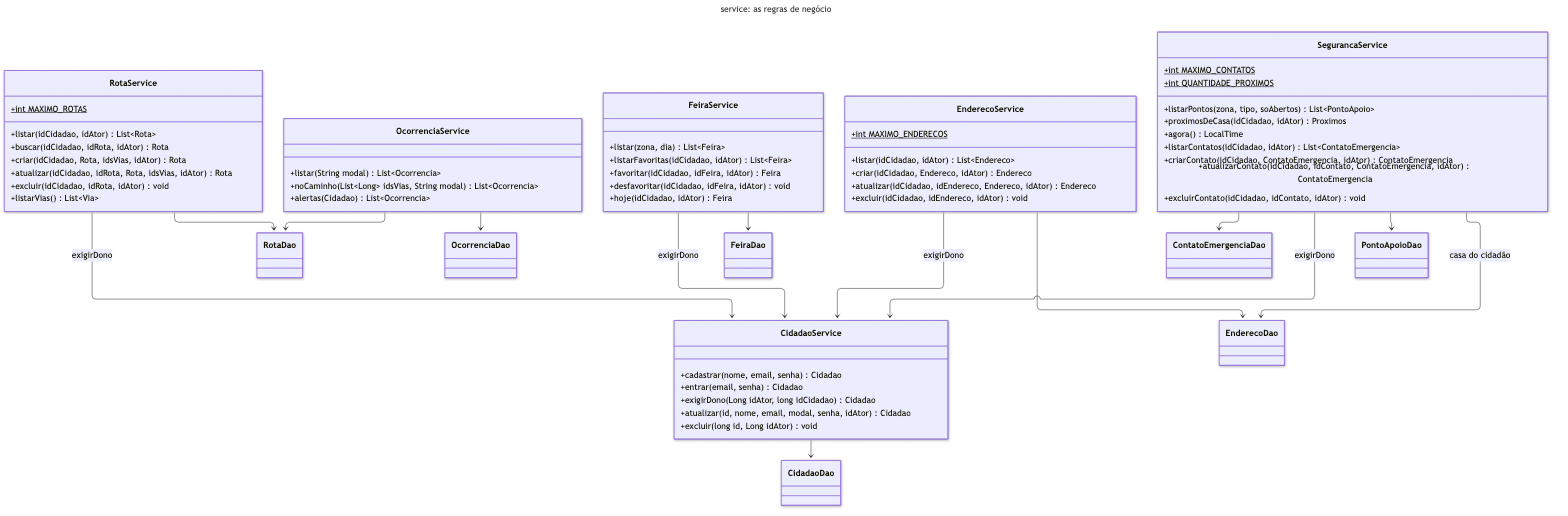 service: as regras de negócio
RotaService
+int MAXIMO_ROTAS
+listar(idCidadao, idAtor) : List<Rota>
+buscar(idCidadao, idRota, idAtor) : Rota
+criar(idCidadao, Rota, idsVias, idAtor) : Rota
+atualizar(idCidadao, idRota, Rota, idsVias, idAtor) : Rota
+excluir(idCidadao, idRota, idAtor) : void
+listarVias() : List<Via>
OcorrenciaService
+listar(String modal) : List<Ocorrencia>
+noCaminho(List<Long> idsVias, String modal) : List<Ocorrencia>
+alertas(Cidadao) : List<Ocorrencia>
FeiraService
+listar(zona, dia) : List<Feira>
+listarFavoritas(idCidadao, idAtor) : List<Feira>
+favoritar(idCidadao, idFeira, idAtor) : Feira
+desfavoritar(idCidadao, idFeira, idAtor) : void
+hoje(idCidadao, idAtor) : Feira
EnderecoService
+int MAXIMO_ENDERECOS
+listar(idCidadao, idAtor) : List<Endereco>
+criar(idCidadao, Endereco, idAtor) : Endereco
+atualizar(idCidadao, idEndereco, Endereco, idAtor) : Endereco
+excluir(idCidadao, idEndereco, idAtor) : void
SegurancaService
+int MAXIMO_CONTATOS
+int QUANTIDADE_PROXIMOS
+listarPontos(zona, tipo, soAbertos) : List<PontoApoio>
+proximosDeCasa(idCidadao, idAtor) : Proximos
+agora() : LocalTime
+listarContatos(idCidadao, idAtor) : List<ContatoEmergencia>
+criarContato(idCidadao, ContatoEmergencia, idAtor) : ContatoEmergencia
+atualizarContato(idCidadao, idContato, ContatoEmergencia, idAtor) :
ContatoEmergencia
+excluirContato(idCidadao, idContato, idAtor) : void
exigirDono
RotaDao
OcorrenciaDao
exigirDono
FeiraDao
exigirDono
ContatoEmergenciaDao
exigirDono
PontoApoioDao
casa do cidadão
CidadaoService
+cadastrar(nome, email, senha) : Cidadao
+entrar(email, senha) : Cidadao
+exigirDono(Long idAtor, long idCidadao) : Cidadao
+atualizar(id, nome, email, modal, senha, idAtor) : Cidadao
+excluir(long id, Long idAtor) : void
EnderecoDao
CidadaoDao